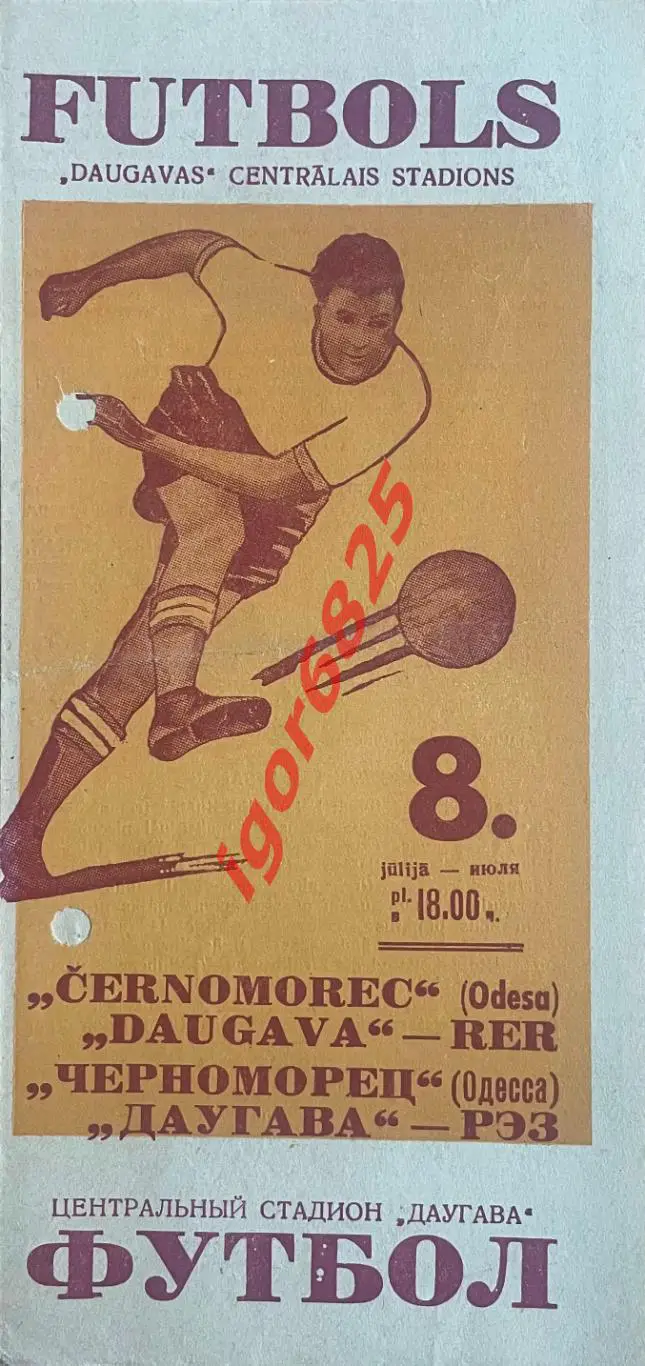 FUTBOLS
„DAUGAVAS“ CENTRĀLAIS STADIONS
igor6825
8.
jūlijā — июля
pl. в 18.00 ч.
„ČERNOMOREC“ (Odesa)
„DAUGAVA“ — RER
„ЧЕРНОМОРЕЦ“ (Одесса)
„ДАУГАВА“ — РЭЗ
ЦЕНТРАЛЬНЫЙ СТАДИОН „ДАУГАВА“
ФУТБОЛ